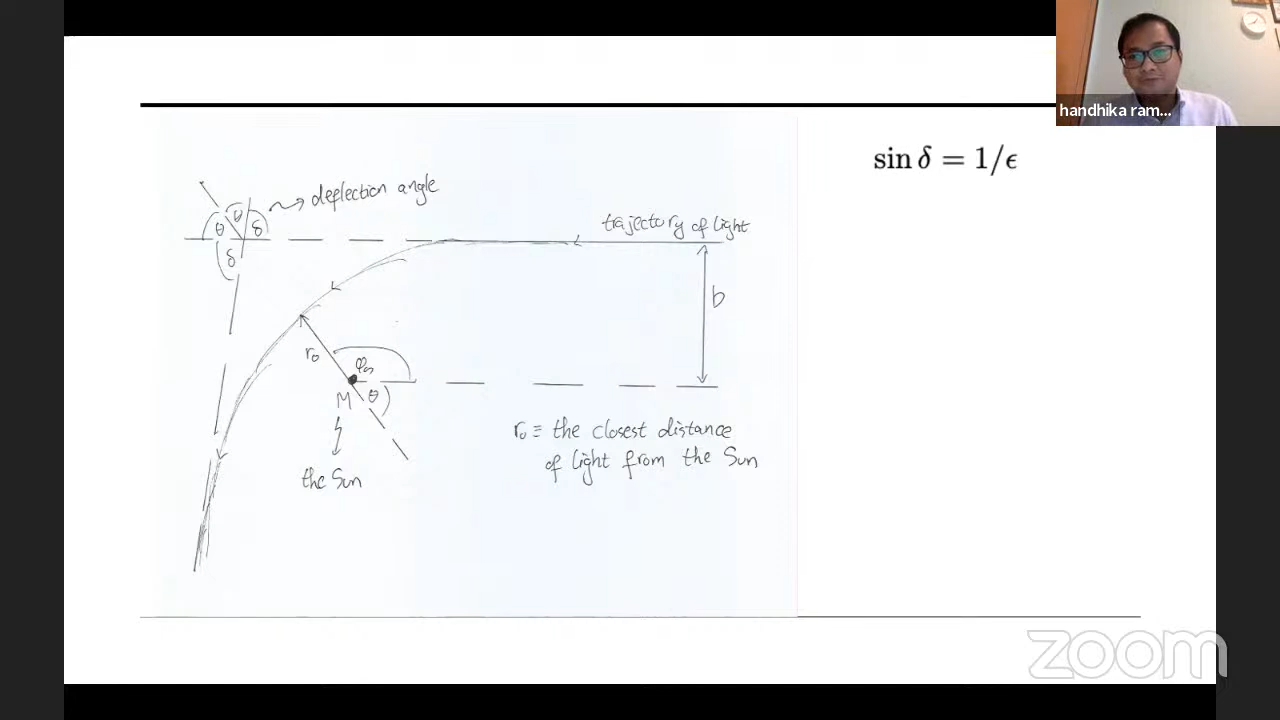 handhika ram...
sin δ = 1/ϵ
deflection angle
θ θ δ
δ
trajectory of light
b
r₀
φ₀
M θ
the Sun
r₀ ≡ the closest distance
of light from the Sun
zoom